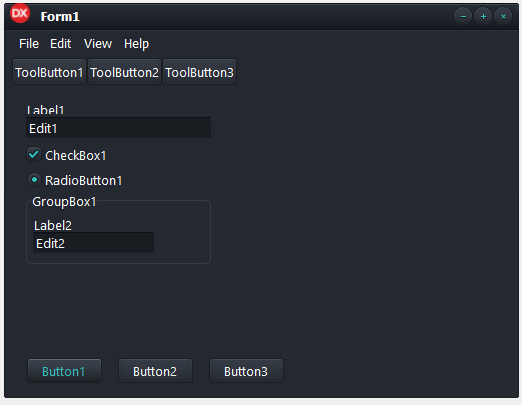 DX Form1
File Edit View Help
ToolButton1 ToolButton2 ToolButton3
Label1
Edit1
CheckBox1
RadioButton1
GroupBox1
Label2
Edit2
Button1 Button2 Button3